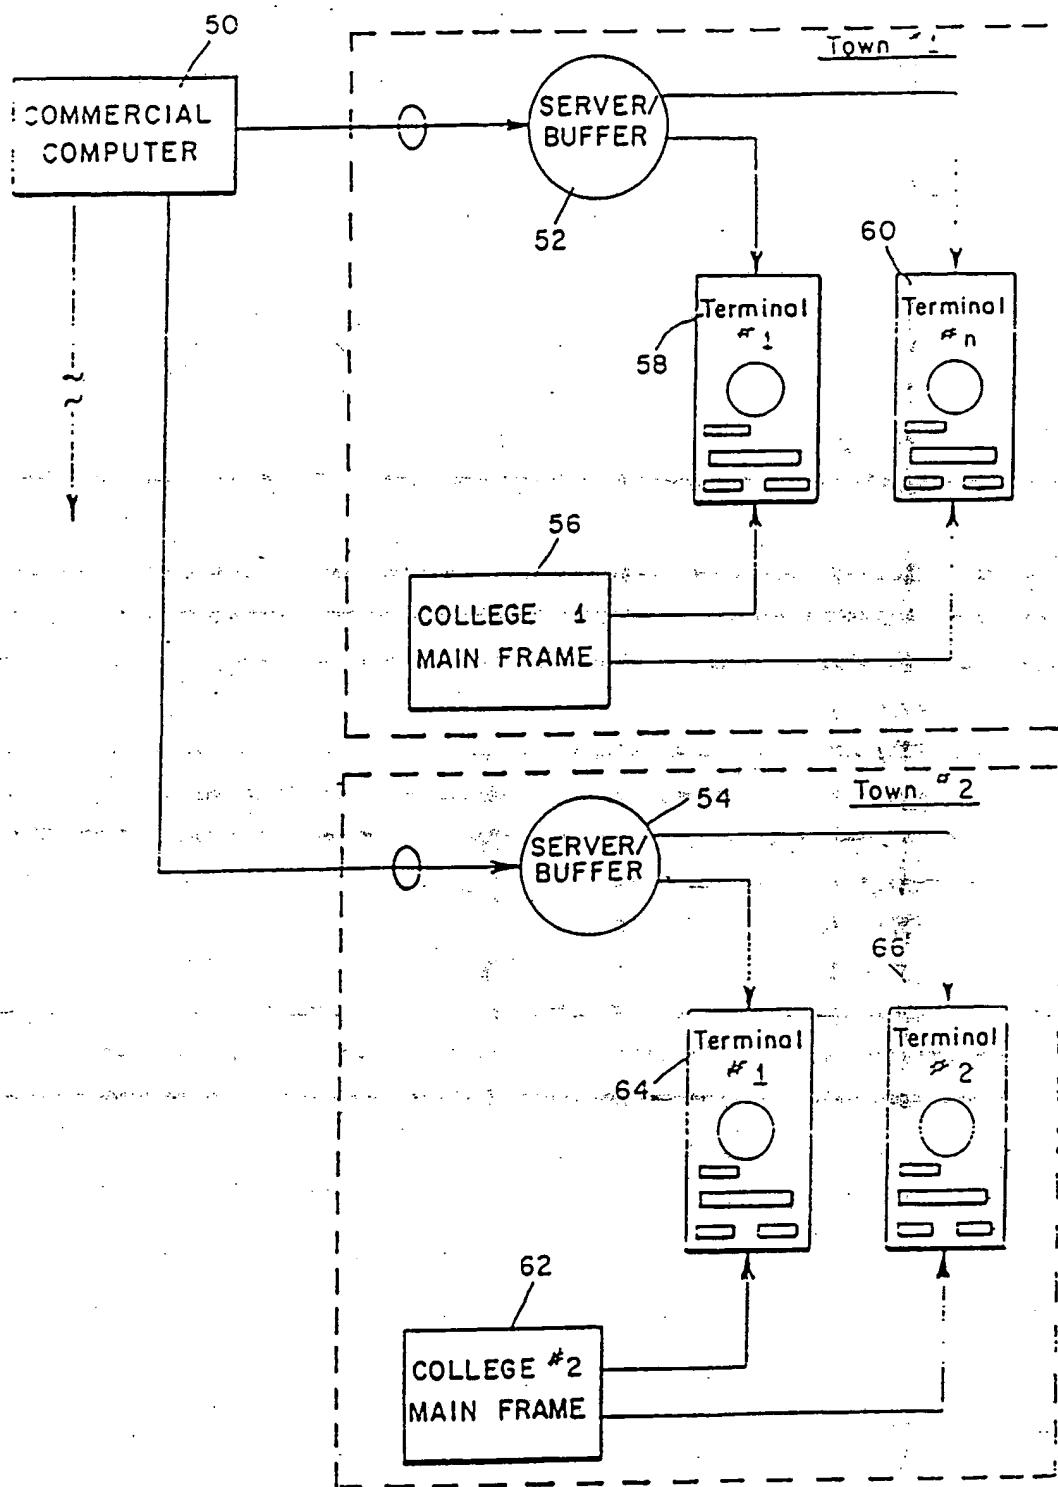 50
COMMERCIAL
COMPUTER
Town #1
SERVER/
BUFFER
52
60
Terminal
#1
58
Terminal
#n
56
COLLEGE 1
MAIN FRAME
Town #2
54
SERVER/
BUFFER
66
Terminal
#1
64
Terminal
#2
62
COLLEGE #2
MAIN FRAME